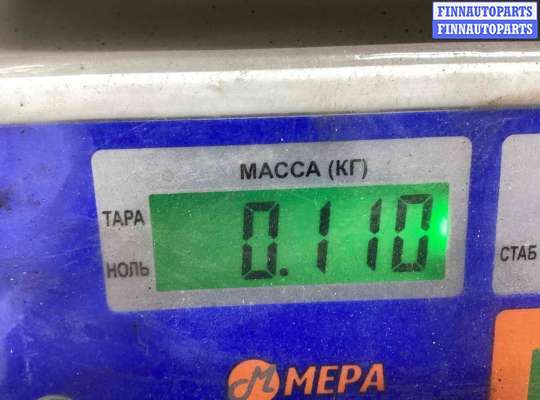 FINNAUTOPARTS
FINNAUTOPARTS
МАССА (КГ)
ТАРА
0.110
НОЛЬ
СТАБ
МЕРА